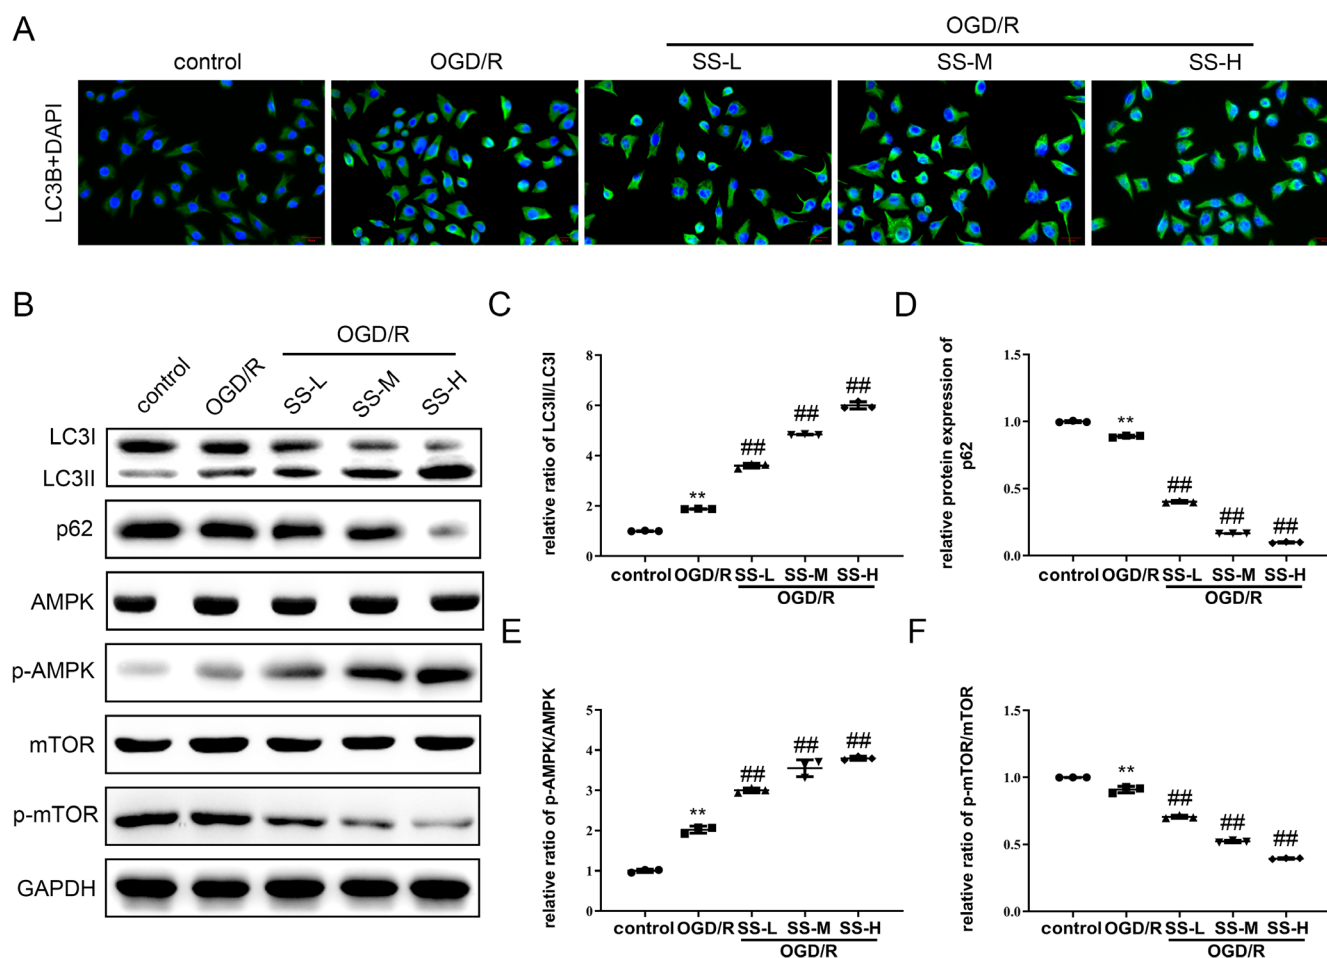 A
OGD/R
control OGD/R SS-L SS-M SS-H
LC3B+DAPI
B
OGD/R
control OGD/R SS-L SS-M SS-H
LC3I
LC3II
p62
AMPK
p-AMPK
mTOR
p-mTOR
GAPDH
C
relative ratio of LC3II/LC3I
8
6
4
2
0
**
##
##
##
control OGD/R SS-L SS-M SS-H
OGD/R
D
relative protein expression of
p62
1.5
1.0
0.5
0.0
**
##
##
##
control OGD/R SS-L SS-M SS-H
OGD/R
E
relative ratio of p-AMPK/AMPK
5
4
3
2
1
0
**
##
##
##
control OGD/R SS-L SS-M SS-H
OGD/R
F
relative ratio of p-mTOR/mTOR
1.5
1.0
0.5
0.0
**
##
##
##
control OGD/R SS-L SS-M SS-H
OGD/R